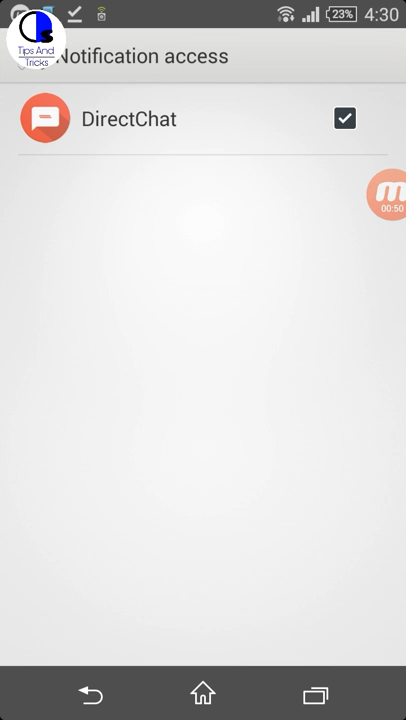 23%
4:30
Tips And
Tricks
Notification access
DirectChat
m
00:50